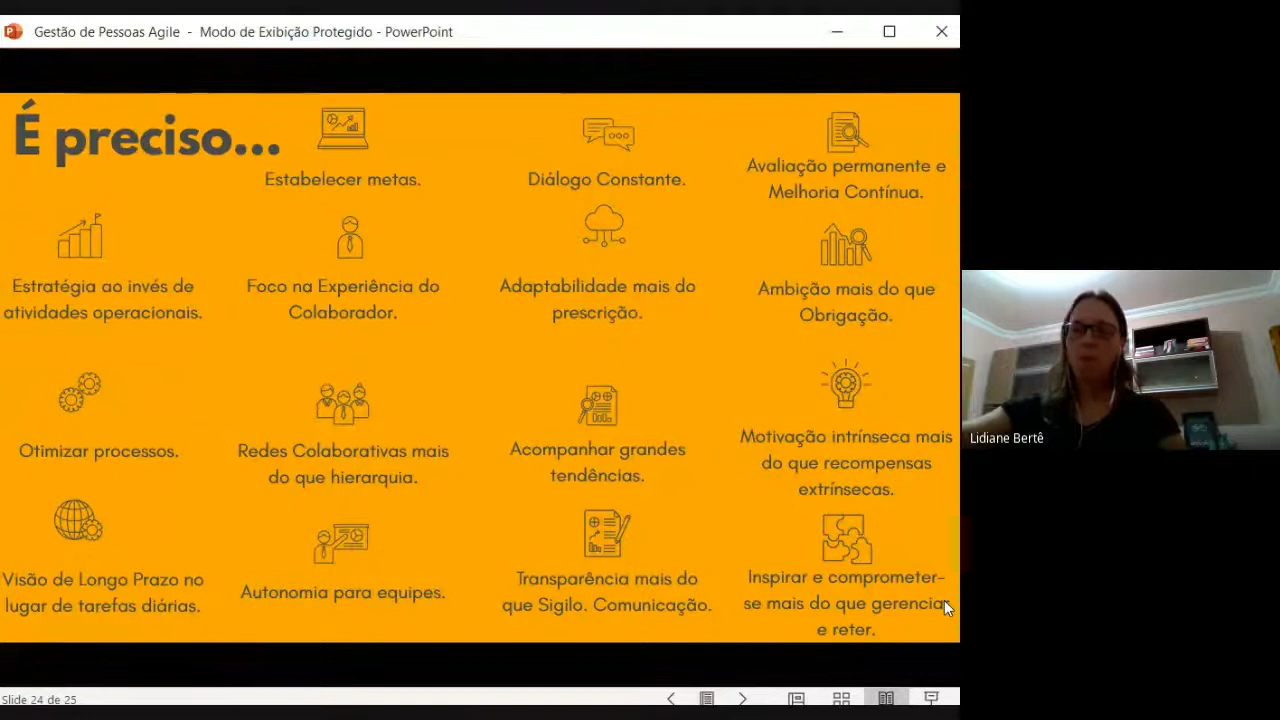 Gestão de Pessoas Agile - Modo de Exibição Protegido - PowerPoint
É preciso...
Estabelecer metas.
Diálogo Constante.
Avaliação permanente e
Melhoria Contínua.
Estratégia ao invés de
atividades operacionais.
Foco na Experiência do
Colaborador.
Adaptabilidade mais do
prescrição.
Ambição mais do que
Obrigação.
Otimizar processos.
Redes Colaborativas mais
do que hierarquia.
Acompanhar grandes
tendências.
Motivação intrínseca mais
do que recompensas
extrínsecas.
Visão de Longo Prazo no
lugar de tarefas diárias.
Autonomia para equipes.
Transparência mais do
que Sigilo. Comunicação.
Inspirar e comprometer-
se mais do que gerenciar
e reter.
Lidiane Bertê
Slide 24 de 25